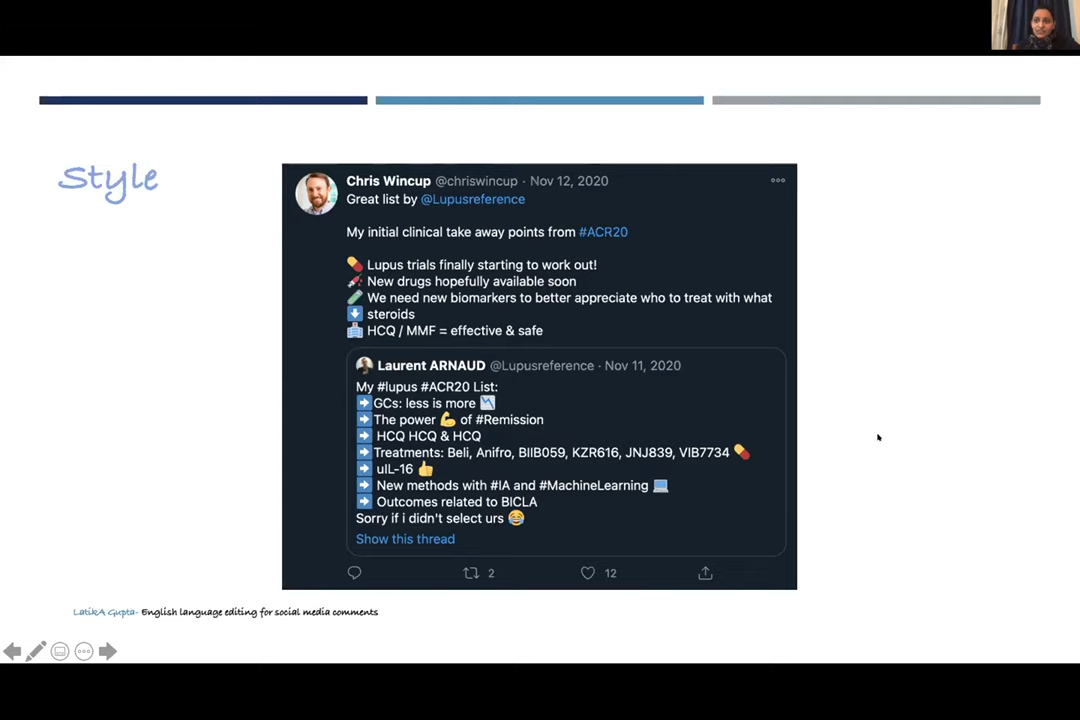 Style
Chris Wincup @chriswincup · Nov 12, 2020
Great list by @Lupusreference
My initial clinical take away points from #ACR20
💊 Lupus trials finally starting to work out!
💉 New drugs hopefully available soon
🧪 We need new biomarkers to better appreciate who to treat with what
⬇️ steroids
🏥 HCQ / MMF = effective & safe
Laurent ARNAUD @Lupusreference · Nov 11, 2020
My #lupus #ACR20 List:
➡️GCs: less is more 📉
➡️The power 💪 of #Remission
➡️ HCQ HCQ & HCQ
➡️Treatments: Beli, Anifro, BIIB059, KZR616, JNJ839, VIB7734 💊
➡️ uIL-16 👍
➡️ New methods with #IA and #MachineLearning 💻
➡️ Outcomes related to BICLA
Sorry if i didn't select urs 😂
Show this thread
2 12
LatikA Gupta- English language editing for social media comments